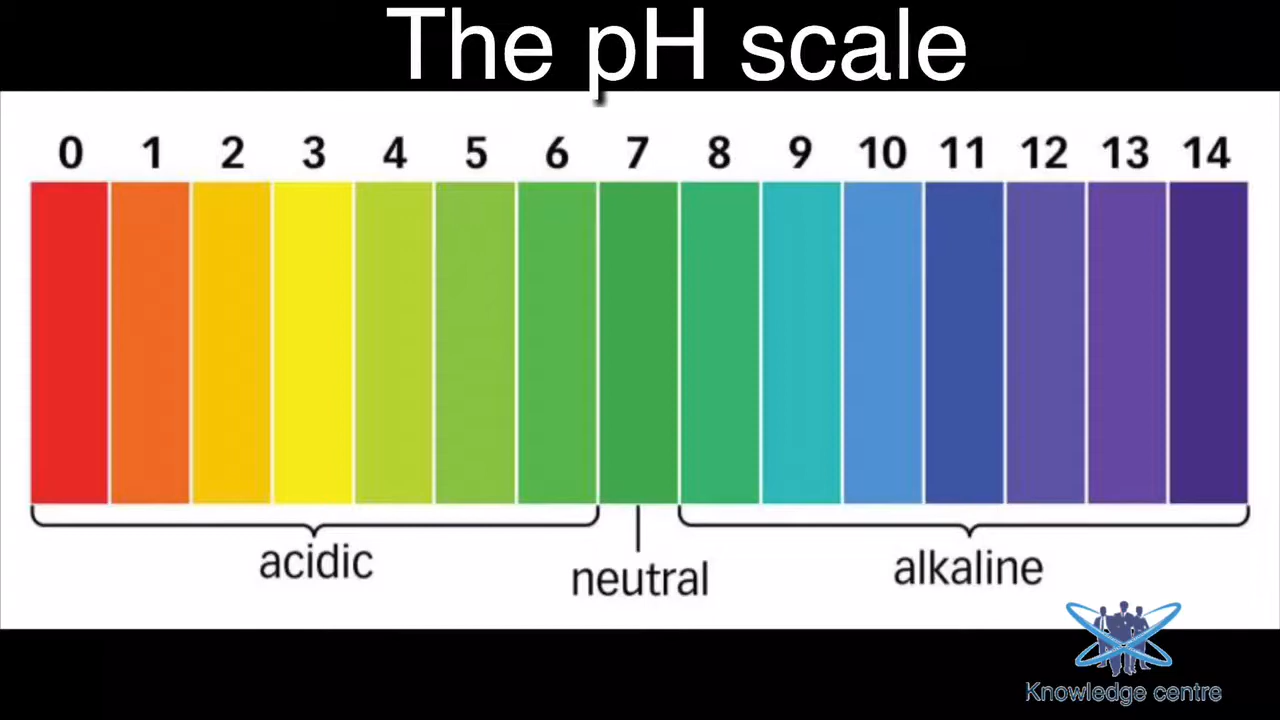 The pH scale
0 1 2 3 4 5 6 7 8 9 10 11 12 13 14
acidic
neutral
alkaline
Knowledge centre